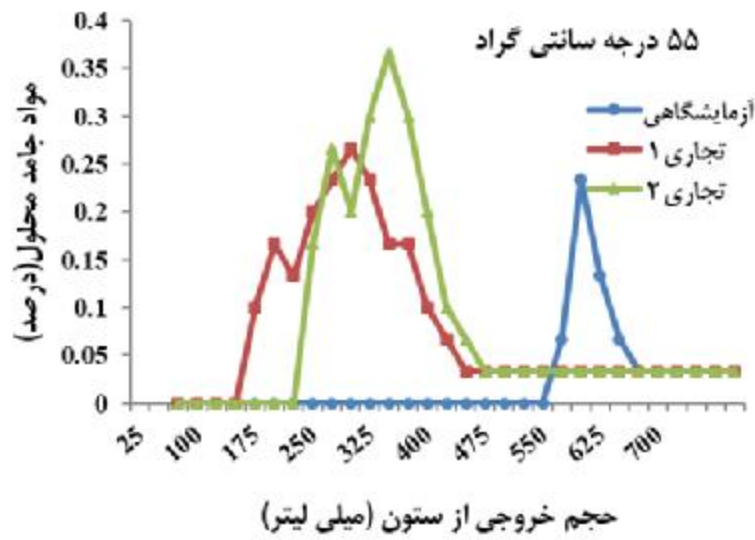 ۵۵ درجه سانتی گراد
مواد جامد محلول(درصد)
0.4
0.35
0.3
0.25
0.2
0.15
0.1
0.05
0
آزمایشگاهی
تجاری ۱
تجاری ۲
25 100 175 250 325 400 475 550 625 700
حجم خروجی از ستون (میلی لیتر)